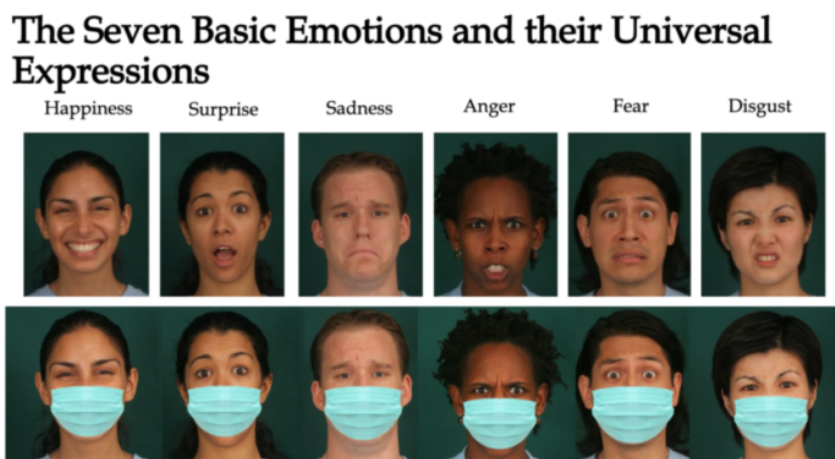 The Seven Basic Emotions and their Universal
Expressions
Happiness Surprise Sadness Anger Fear Disgust